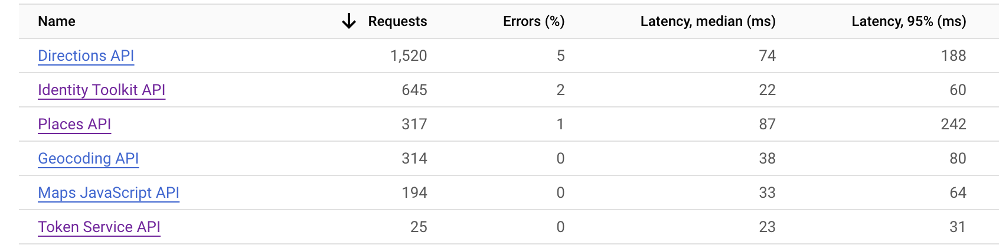 Name Requests Errors (%) Latency, median (ms) Latency, 95% (ms)
Directions API 1,520 5 74 188
Identity Toolkit API 645 2 22 60
Places API 317 1 87 242
Geocoding API 314 0 38 80
Maps JavaScript API 194 0 33 64
Token Service API 25 0 23 31